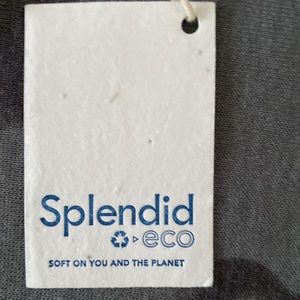 Splendid
eco
SOFT ON YOU AND THE PLANET